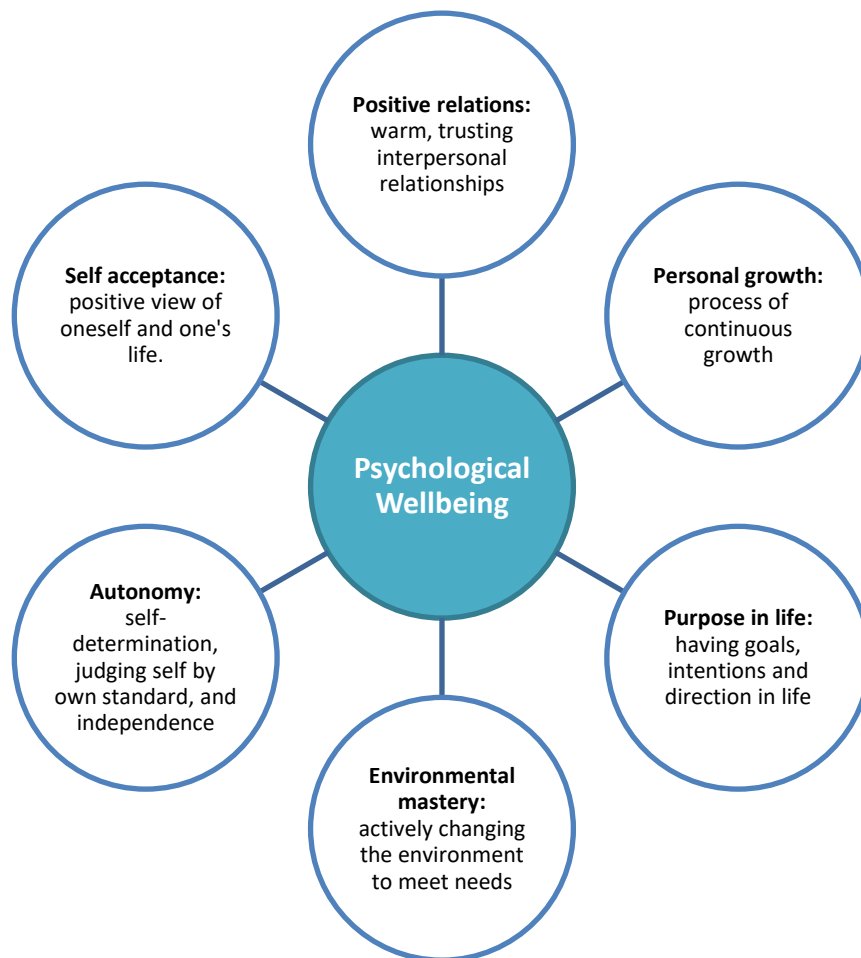 Positive relations:
warm, trusting
interpersonal
relationships
Self acceptance:
positive view of
oneself and one's
life.
Personal growth:
process of
continuous
growth
Psychological
Wellbeing
Autonomy:
self-
determination,
judging self by
own standard, and
independence
Purpose in life:
having goals,
intentions and
direction in life
Environmental
mastery:
actively changing
the environment
to meet needs